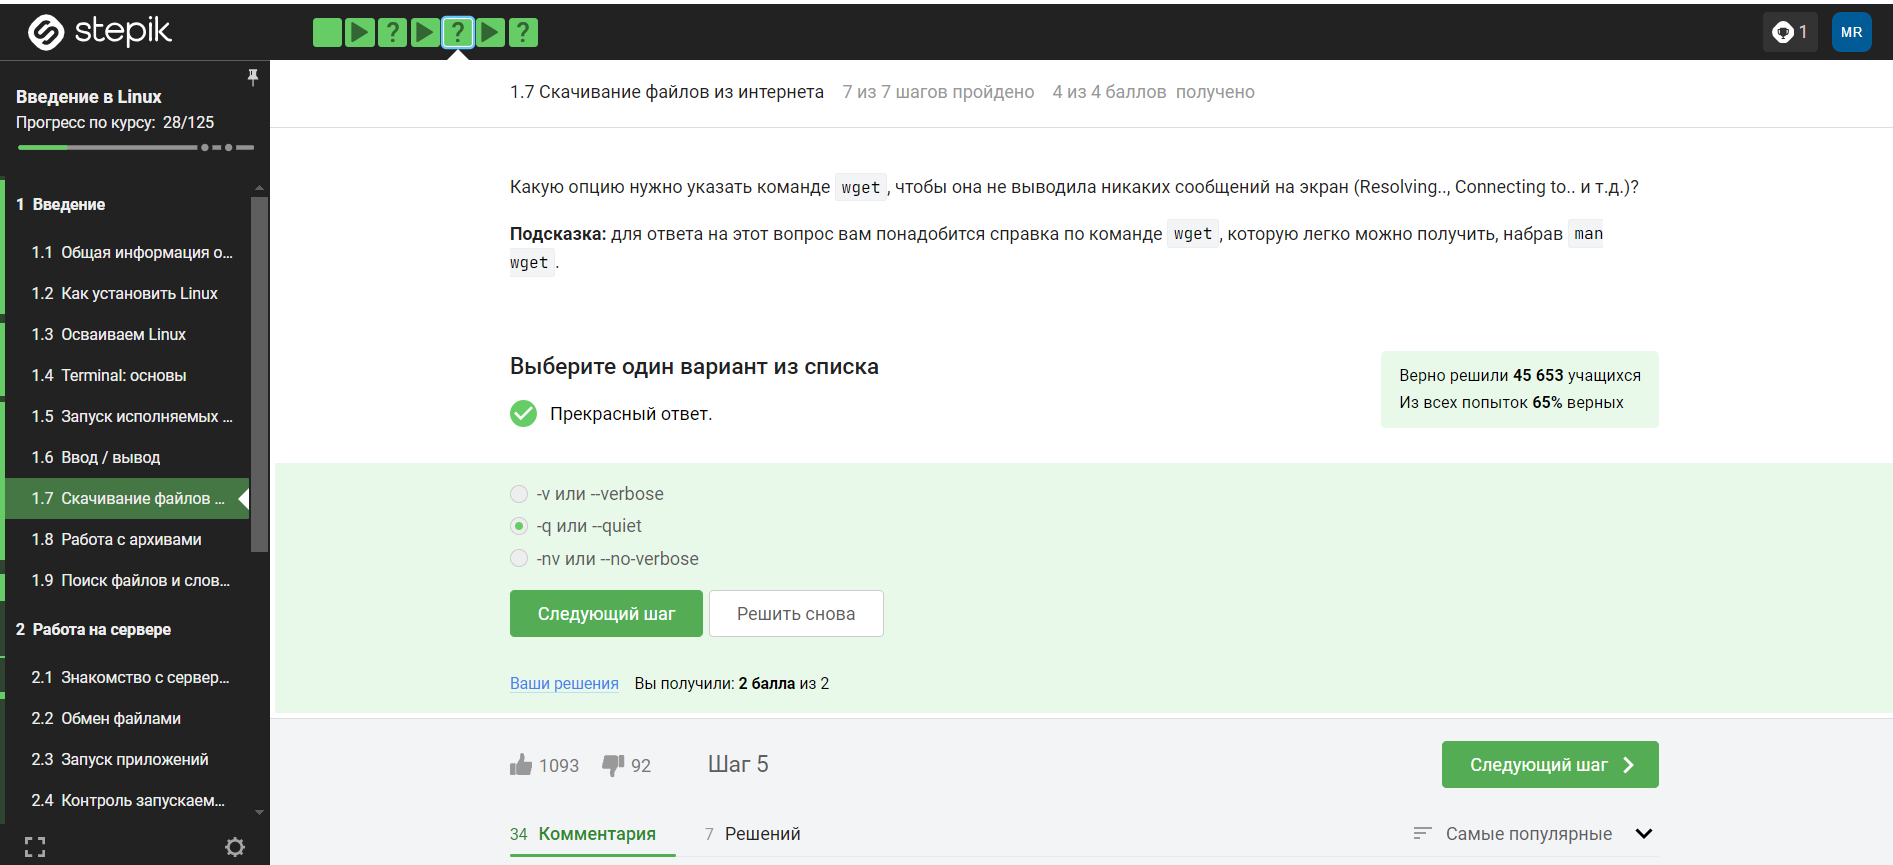 stepik
? ? ?
1
MR
Введение в Linux
Прогресс по курсу: 28/125
1 Введение
1.1 Общая информация о...
1.2 Как установить Linux
1.3 Осваиваем Linux
1.4 Terminal: основы
1.5 Запуск исполняемых ...
1.6 Ввод / вывод
1.7 Скачивание файлов ...
1.8 Работа с архивами
1.9 Поиск файлов и слов...
2 Работа на сервере
2.1 Знакомство с сервер...
2.2 Обмен файлами
2.3 Запуск приложений
2.4 Контроль запускаем...
1.7 Скачивание файлов из интернета 7 из 7 шагов пройдено 4 из 4 баллов получено
Какую опцию нужно указать команде wget, чтобы она не выводила никаких сообщений на экран (Resolving.., Connecting to.. и т.д.)?
Подсказка: для ответа на этот вопрос вам понадобится справка по команде wget, которую легко можно получить, набрав man
wget.
Выберите один вариант из списка
Прекрасный ответ.
Верно решили 45 653 учащихся
Из всех попыток 65% верных
-v или --verbose
-q или --quiet
-nv или --no-verbose
Следующий шаг Решить снова
Ваши решения Вы получили: 2 балла из 2
1093 92 Шаг 5 Следующий шаг
34 Комментария 7 Решений Самые популярные